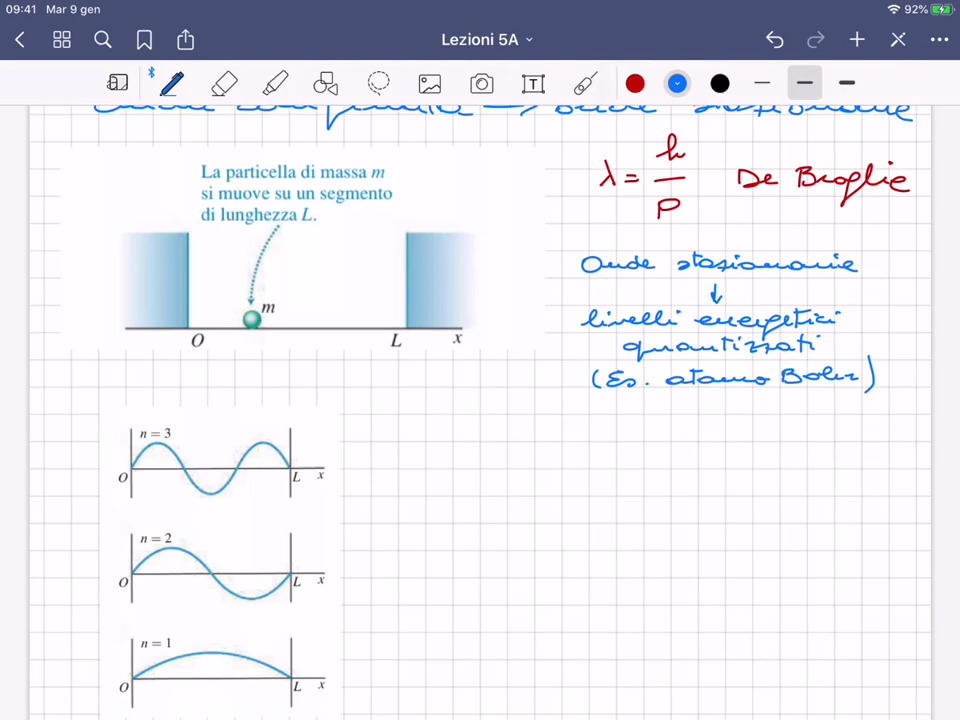 09:41 Mar 9 gen
92%
Lezioni 5A
T
La particella di massa m
si muove su un segmento
di lunghezza L.
m
O L x
λ = h/p De Broglie
Onde stazionarie
↓
livelli energetici
quantizzati
(Es. atomo Bohr)
n = 3
O L x
n = 2
O L x
n = 1
O L x